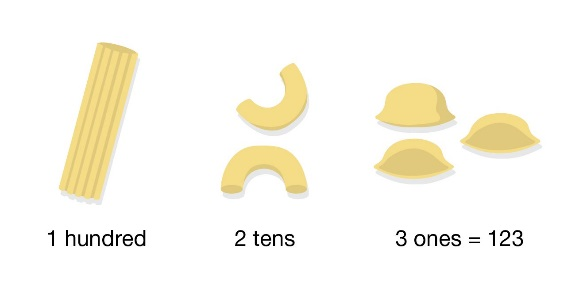 1 hundred 2 tens 3 ones = 123